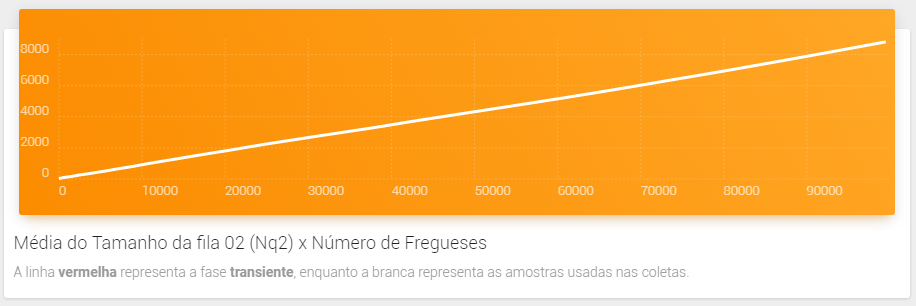 8000
6000
4000
2000
0
0 10000 20000 30000 40000 50000 60000 70000 80000 90000
Média do Tamanho da fila 02 (Nq2) x Número de Fregueses
A linha vermelha representa a fase transiente, enquanto a branca representa as amostras usadas nas coletas.